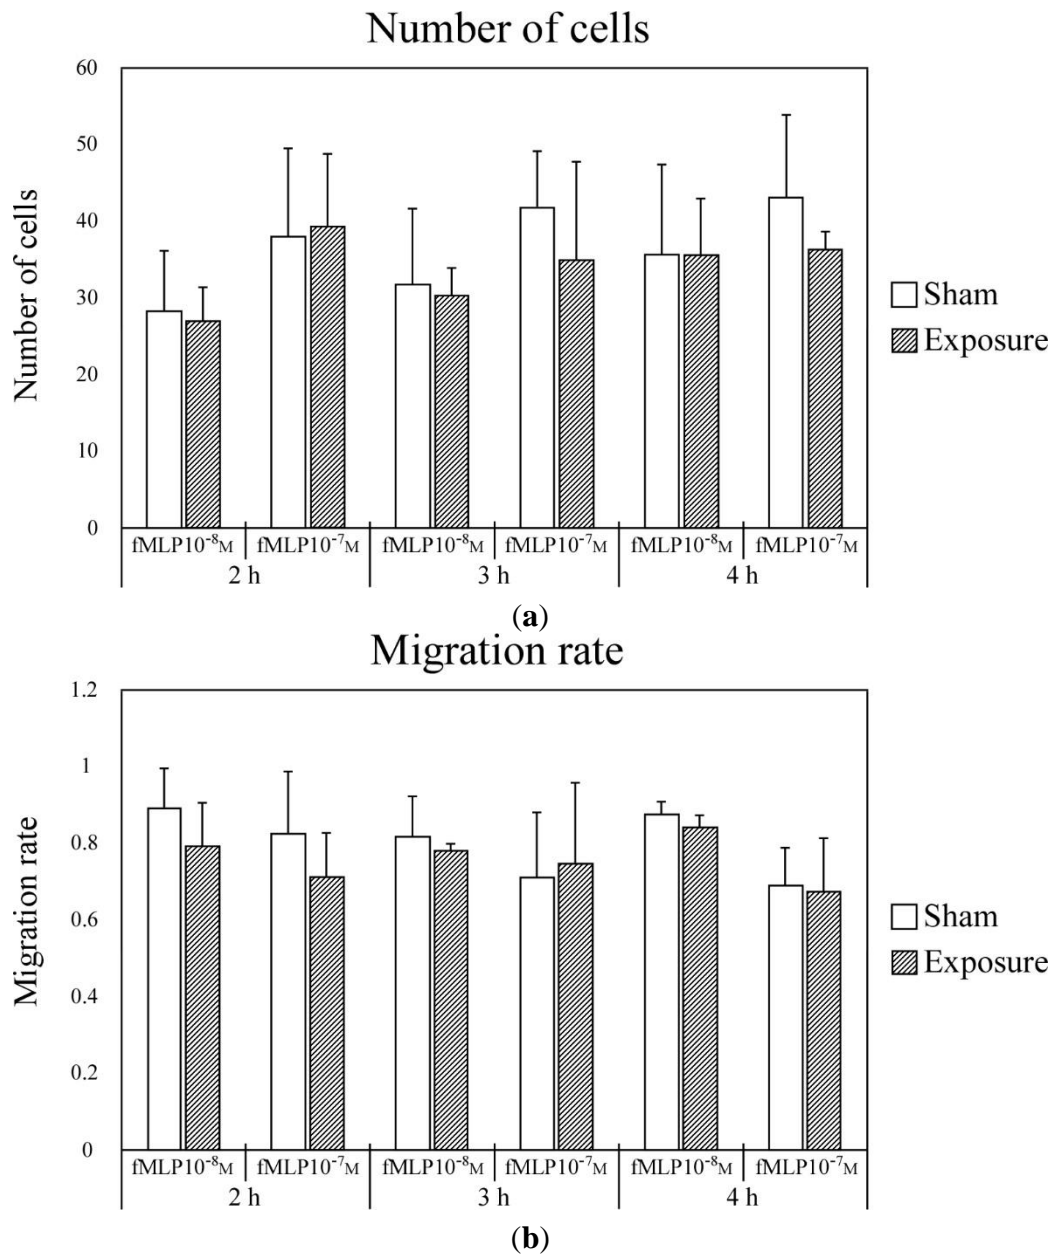 Number of cells
60
50
40
30
20
10
0
Number of cells
Sham
Exposure
fMLP10⁻⁸M fMLP10⁻⁷M fMLP10⁻⁸M fMLP10⁻⁷M fMLP10⁻⁸M fMLP10⁻⁷M
2 h 3 h 4 h
(a)
Migration rate
1.2
1
0.8
0.6
0.4
0.2
0
Migration rate
Sham
Exposure
fMLP10⁻⁸M fMLP10⁻⁷M fMLP10⁻⁸M fMLP10⁻⁷M fMLP10⁻⁸M fMLP10⁻⁷M
2 h 3 h 4 h
(b)